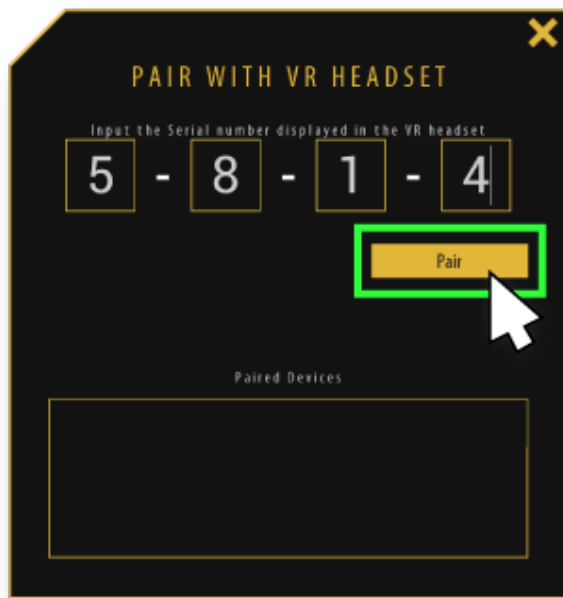 PAIR WITH VR HEADSET
Input the Serial number displayed in the VR headset
5 - 8 - 1 - 4
Pair
Paired Devices